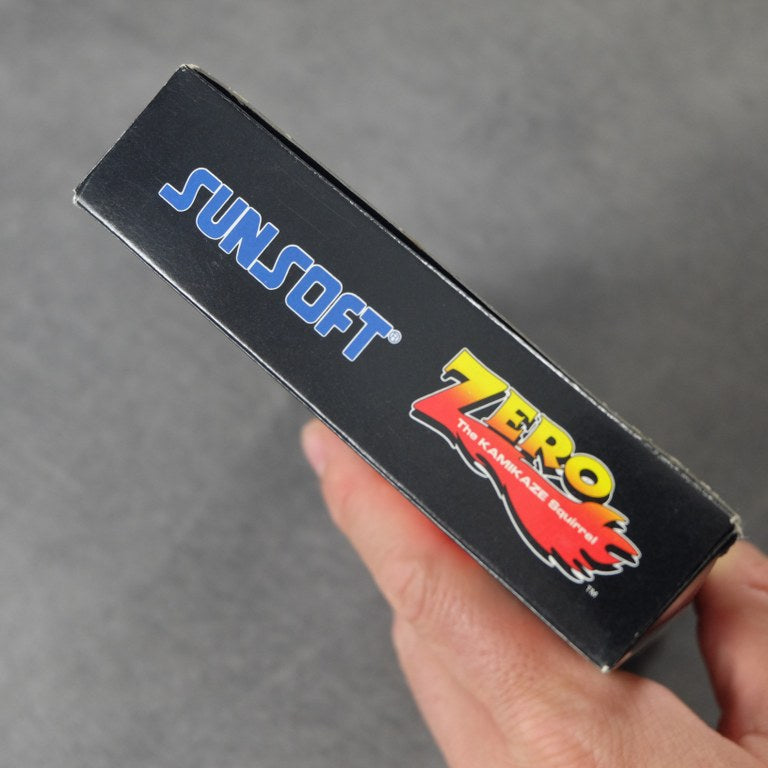 SUNSOFT®
ZERO
The KAMIKAZE Squirrel
TM